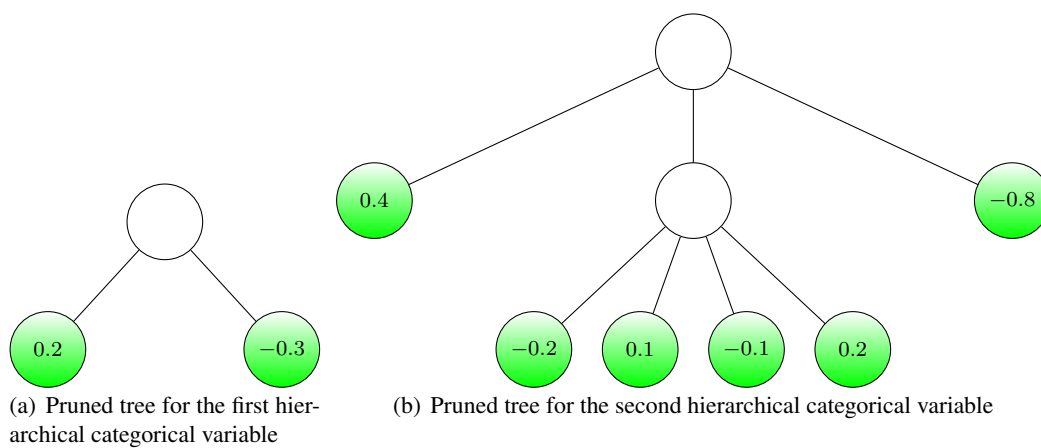 0.4
−0.8
0.2
−0.3
−0.2
0.1
−0.1
0.2
(a) Pruned tree for the first hier-
archical categorical variable
(b) Pruned tree for the second hierarchical categorical variable